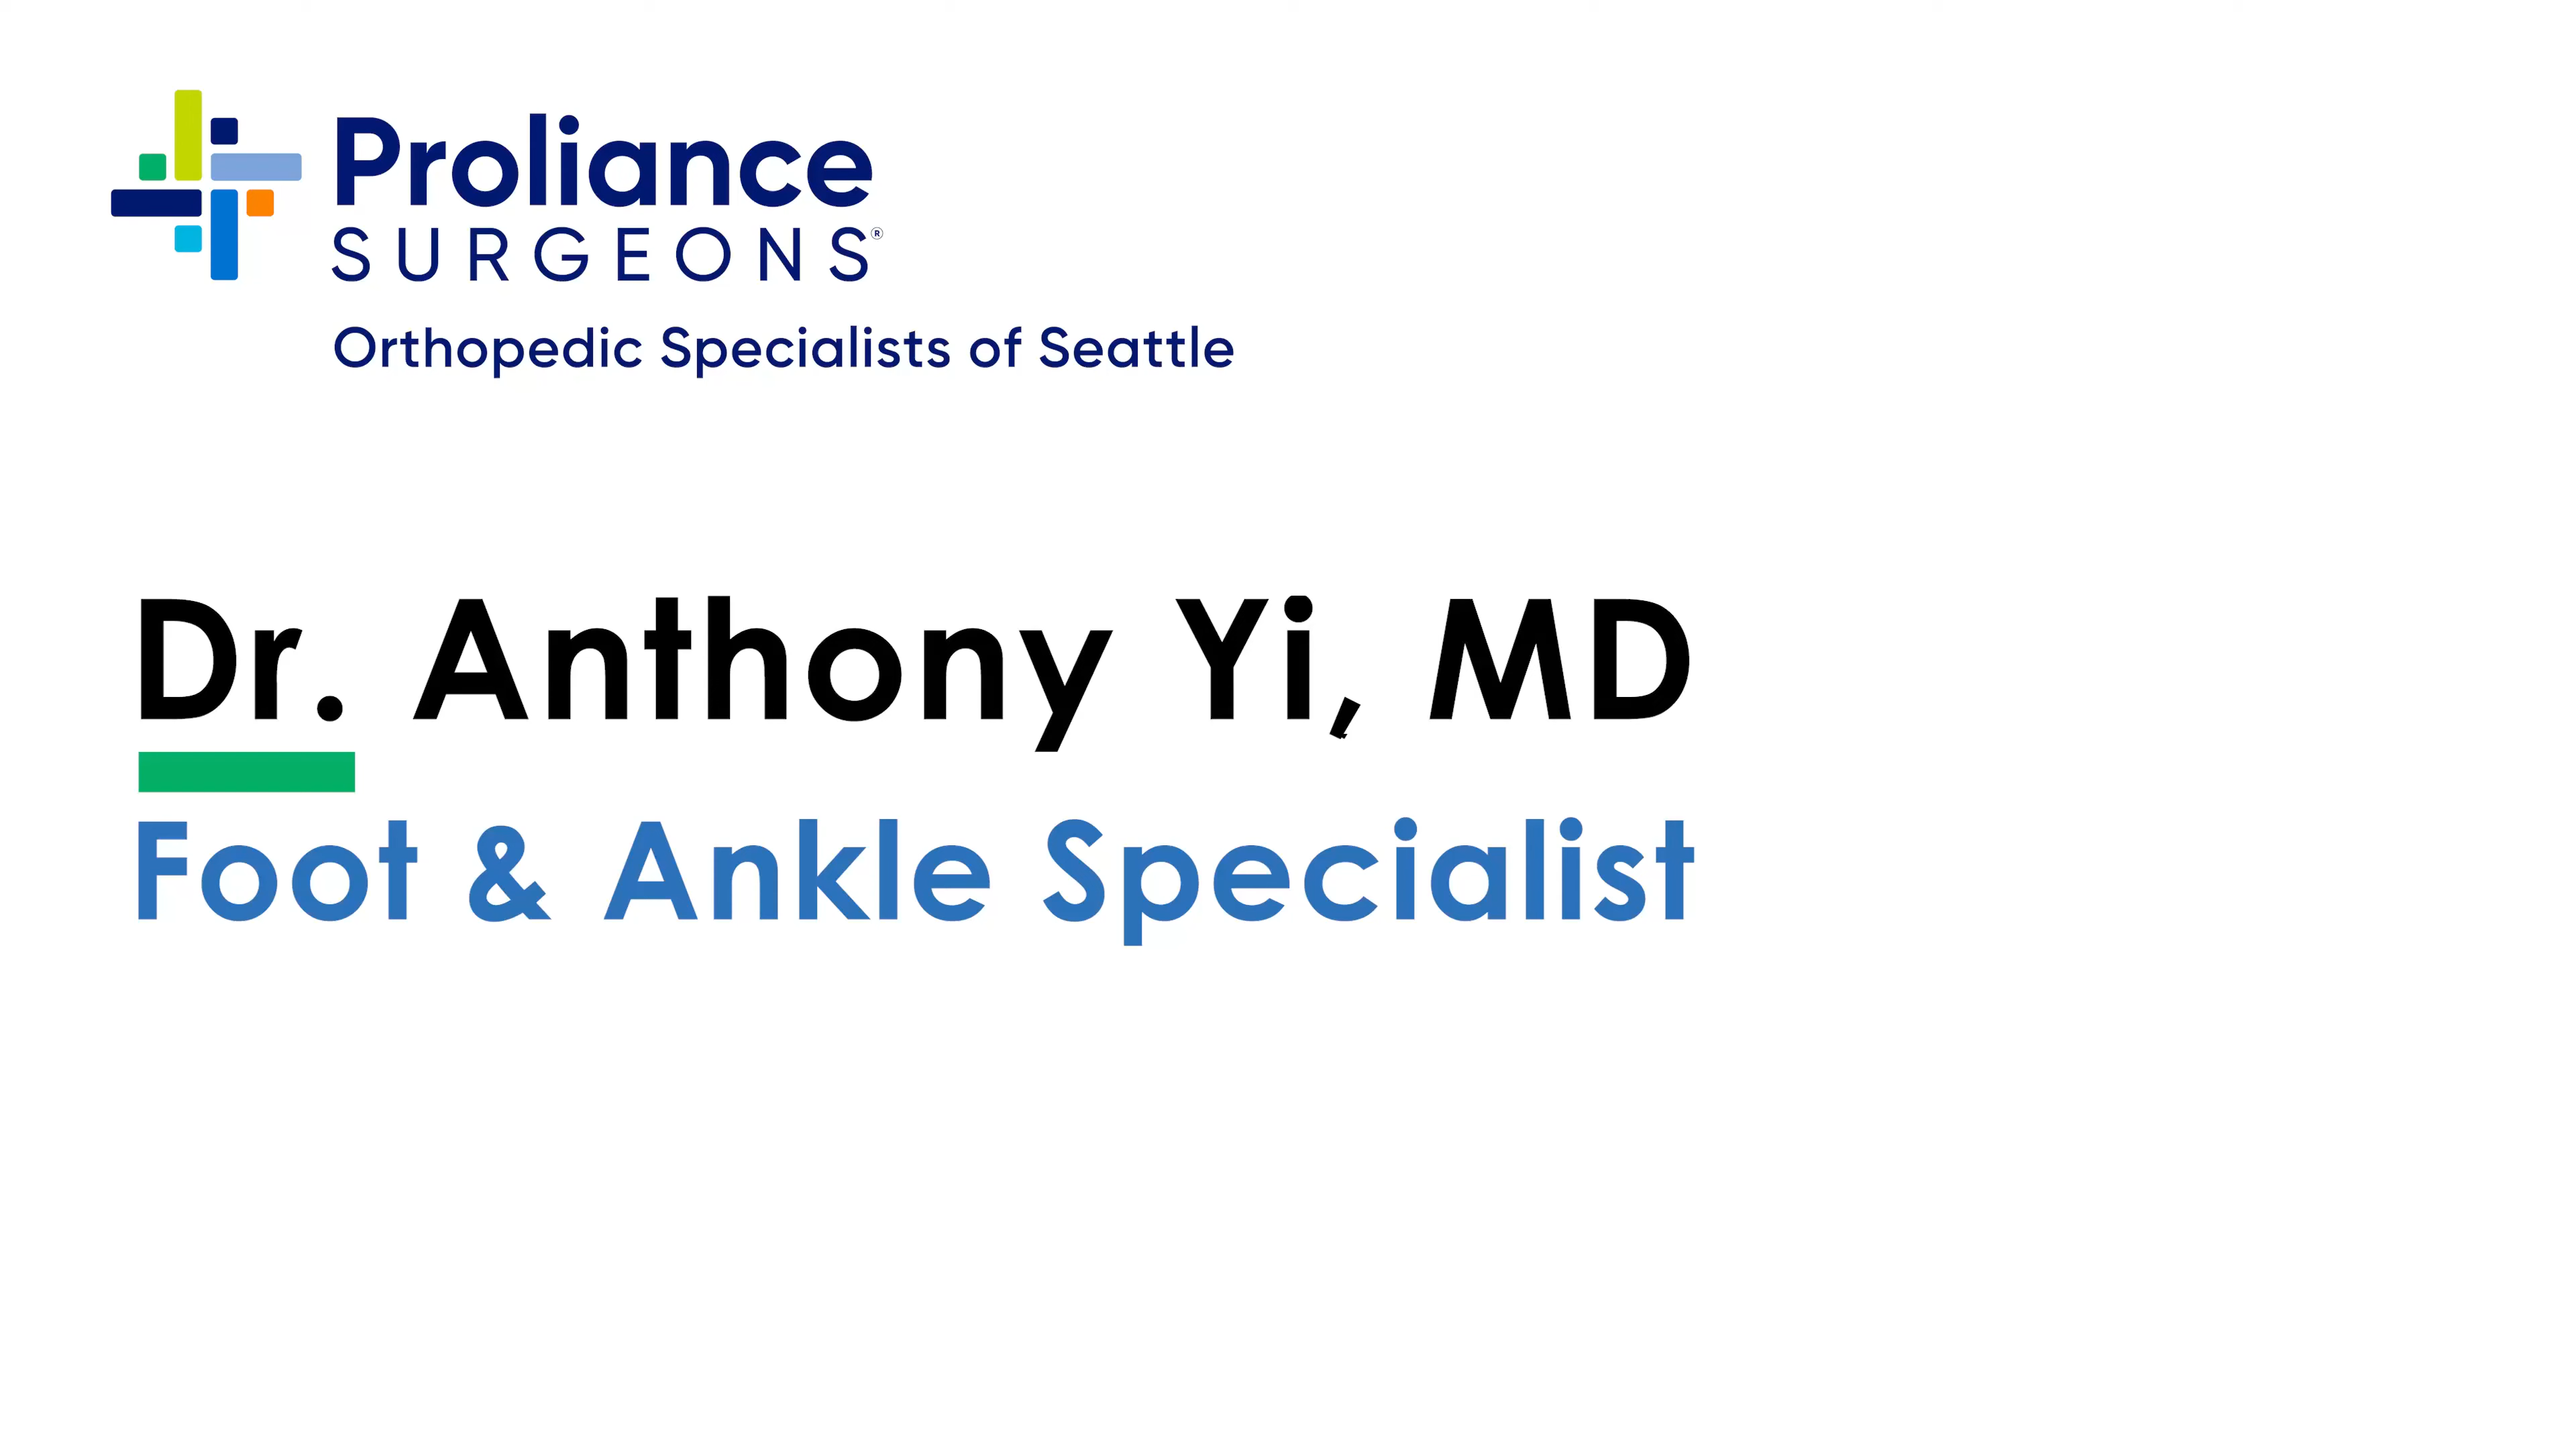 Proliance
SURGEONS®
Orthopedic Specialists of Seattle
Dr. Anthony Yi, MD
Foot & Ankle Specialist